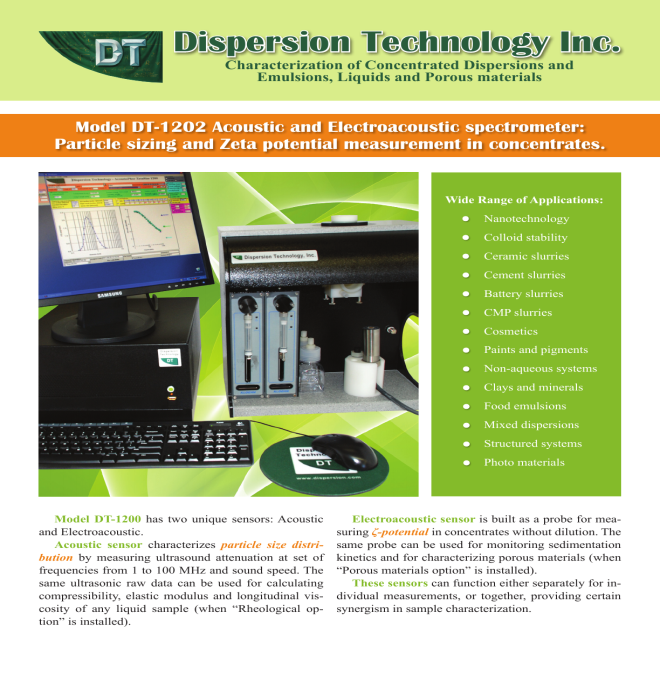 DT
Dispersion Technology Inc.
Characterization of Concentrated Dispersions and
Emulsions, Liquids and Porous materials
Model DT-1202 Acoustic and Electroacoustic spectrometer:
Particle sizing and Zeta potential measurement in concentrates.
SAMSUNG
Dispersion Technology, Inc.
DT
DT
www.dispersion.com
Wide Range of Applications:
Nanotechnology
Colloid stability
Ceramic slurries
Cement slurries
Battery slurries
CMP slurries
Cosmetics
Paints and pigments
Non-aqueous systems
Clays and minerals
Food emulsions
Mixed dispersions
Structured systems
Photo materials
Model DT-1200 has two unique sensors: Acoustic
and Electroacoustic.
Acoustic sensor characterizes particle size distri-
bution by measuring ultrasound attenuation at set of
frequencies from 1 to 100 MHz and sound speed. The
same ultrasonic raw data can be used for calculating
compressibility, elastic modulus and longitudinal vis-
cosity of any liquid sample (when “Rheological op-
tion” is installed).
Electroacoustic sensor is built as a probe for mea-
suring ζ-potential in concentrates without dilution. The
same probe can be used for monitoring sedimentation
kinetics and for characterizing porous materials (when
“Porous materials option” is installed).
These sensors can function either separately for in-
dividual measurements, or together, providing certain
synergism in sample characterization.